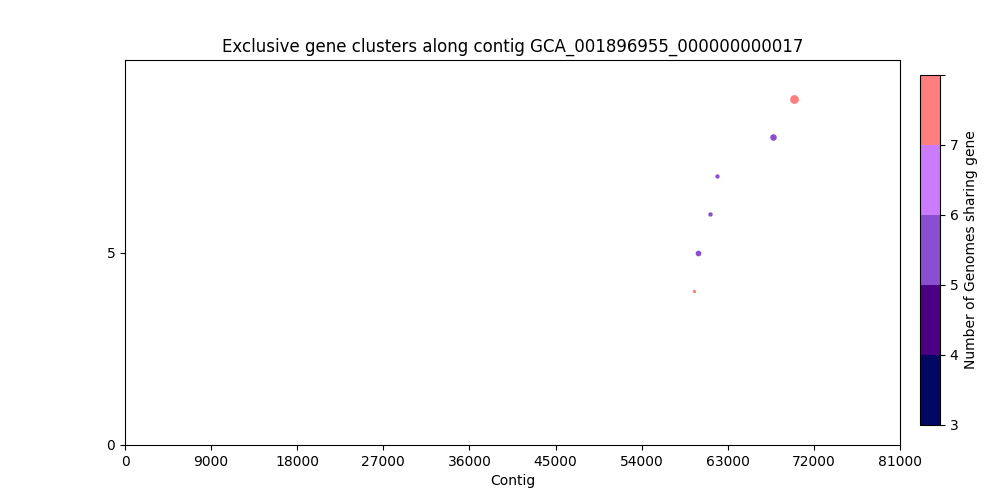 Exclusive gene clusters along contig GCA_001896955_000000000017
5
0
0 9000 18000 27000 36000 45000 54000 63000 72000 81000
Contig
7
6
5
4
3
Number of Genomes sharing gene